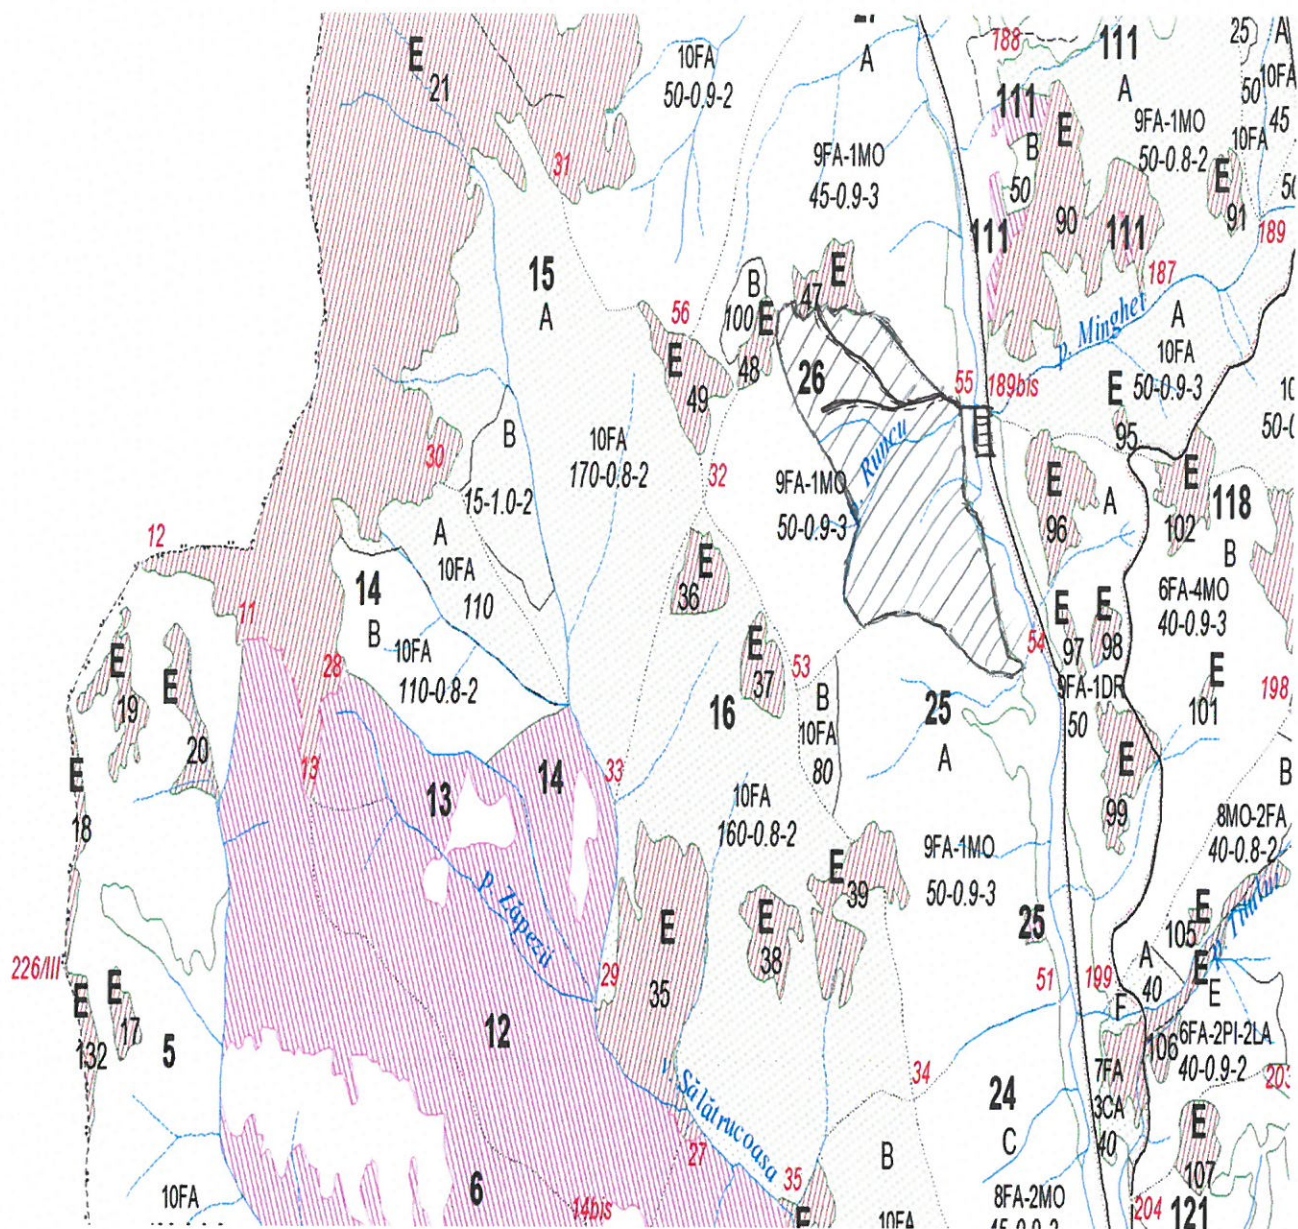 188
111
25
A
E
21
10FA
50-0.9-2
A
111
A
9FA-1MO
50-0.8-2
50
10FA
45
10FA
31
9FA-1MO
45-0.9-3
B
50
E
90
E
91
111
111
187
189
15
A
B
100
E
47
56
E
48
E
49
26
p. Minghet
A
10FA
50-0.9-3
55
189bis
E
95
30
B
15-1.0-2
10FA
170-0.8-2
32
9FA-1MO
50-0.9-3
Runcu
E
96
A
E
102
118
B
6FA-4MO
40-0.9-3
12
A
10FA
110
14
B
10FA
110-0.8-2
E
36
11
28
E
19
E
20
E
37
53
54
E
97
E
98
9FA-1DR
50
E
101
198
16
B
10FA
80
25
A
E
18
13
13
14
33
10FA
160-0.8-2
E
99
B
8MO-2FA
40-0.8-2
9FA-1MO
50-0.9-3
E
39
p. Zăpezii
E
35
E
38
25
E
105
226/III
E
17
E
132
5
29
12
51
199
A
40
F
E
E
106
6FA-2PI-2LA
40-0.9-2
7FA
3CA
40
34
24
C
8FA-2MO
v. Sălătrucoasa
27
35
E
B
10FA
E
107
10FA
6
14bis
204
121